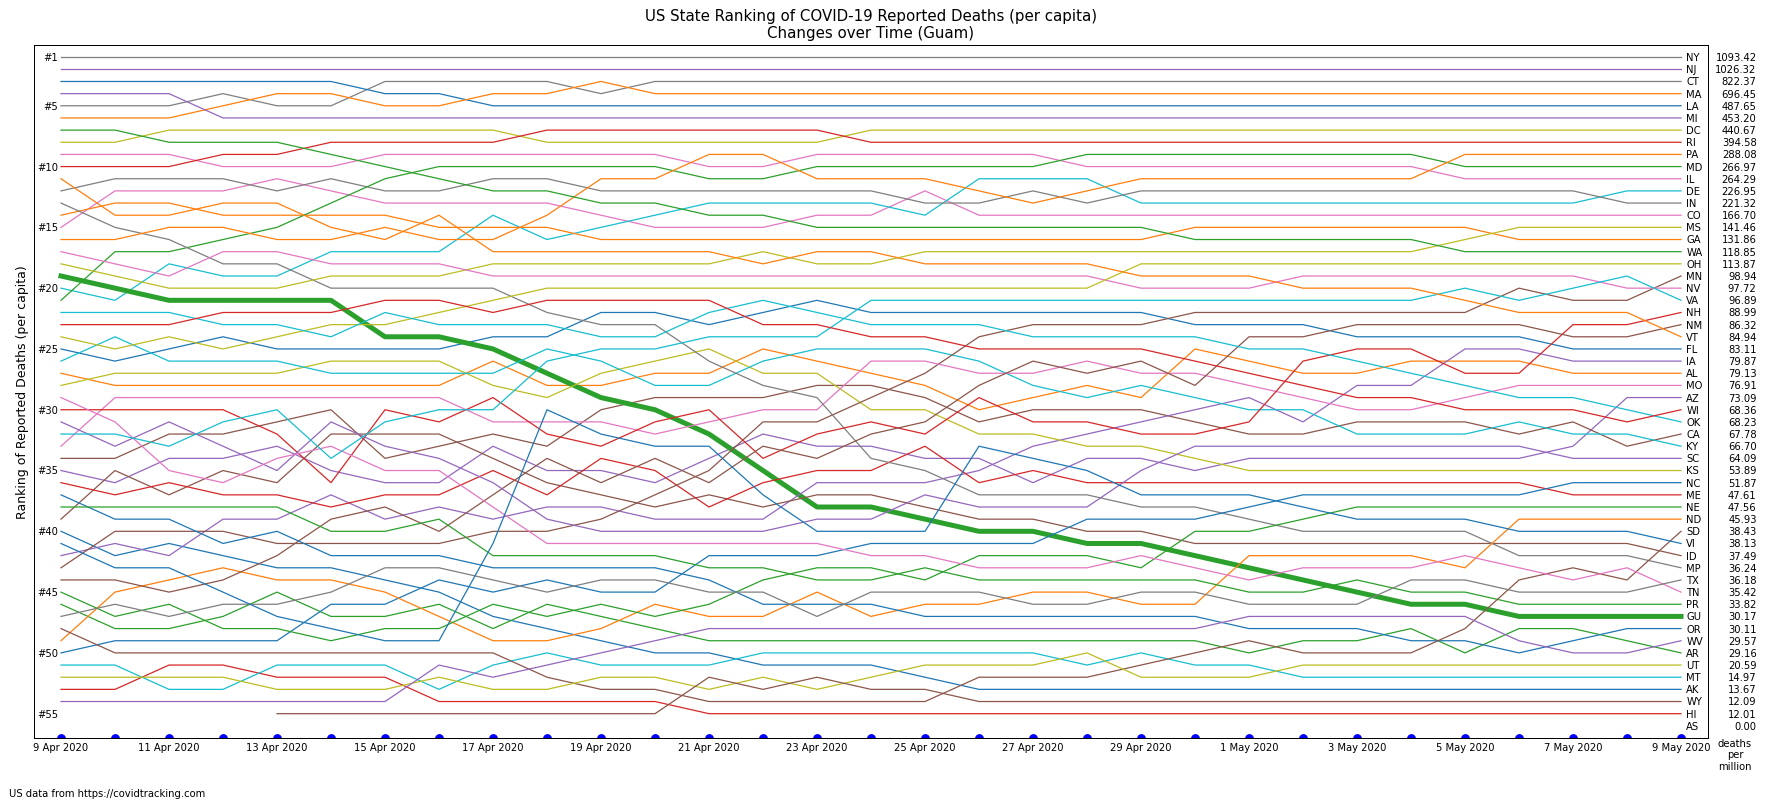 US State Ranking of COVID-19 Reported Deaths (per capita)
Changes over Time (Guam)
Ranking of Reported Deaths (per capita)
#1
#5
#10
#15
#20
#25
#30
#35
#40
#45
#50
#55
NY 1093.42
NJ 1026.32
CT 822.37
MA 696.45
LA 487.65
MI 453.20
DC 440.67
RI 394.58
PA 288.08
MD 266.97
IL 264.29
DE 226.95
IN 221.32
CO 166.70
MS 141.46
GA 131.86
WA 118.85
OH 113.87
MN 98.94
NV 97.72
VA 96.89
NH 88.99
NM 86.32
VT 84.94
FL 83.11
IA 79.87
AL 79.13
MO 76.91
AZ 73.09
WI 68.36
OK 68.23
CA 67.78
KY 66.70
SC 64.09
KS 53.89
NC 51.87
ME 47.61
NE 47.56
ND 45.93
SD 38.43
VI 38.13
ID 37.49
MP 36.24
TX 36.18
TN 35.42
PR 33.82
GU 30.17
OR 30.11
WV 29.57
AR 29.16
UT 20.59
MT 14.97
AK 13.67
WY 12.09
HI 12.01
AS 0.00
9 Apr 2020 11 Apr 2020 13 Apr 2020 15 Apr 2020 17 Apr 2020 19 Apr 2020 21 Apr 2020 23 Apr 2020 25 Apr 2020 27 Apr 2020 29 Apr 2020 1 May 2020 3 May 2020 5 May 2020 7 May 2020 9 May 2020
deaths
per
million
US data from https://covidtracking.com